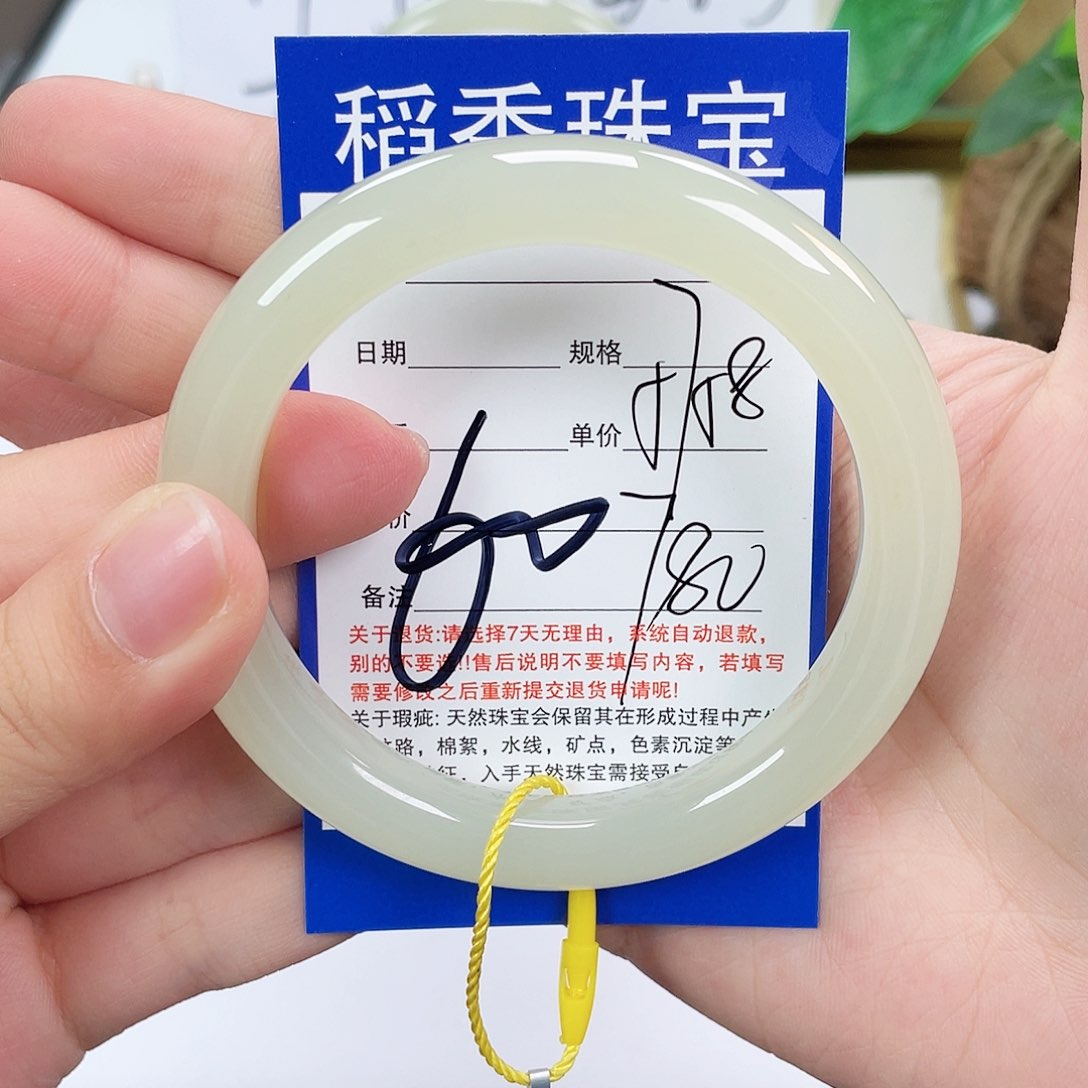 稻香珠宝
日期 规格
58
单价
价
60
180
备注
关于退货:请选择7天无理由，系统自动退款，
别的不要选!!售后说明不要填写内容，若填写
需要修改之后重新提交退货申请呢!
关于瑕疵: 天然珠宝会保留其在形成过程中产生
纹路，棉絮，水线，矿点，色素沉淀等
征，入手天然珠宝需接受自